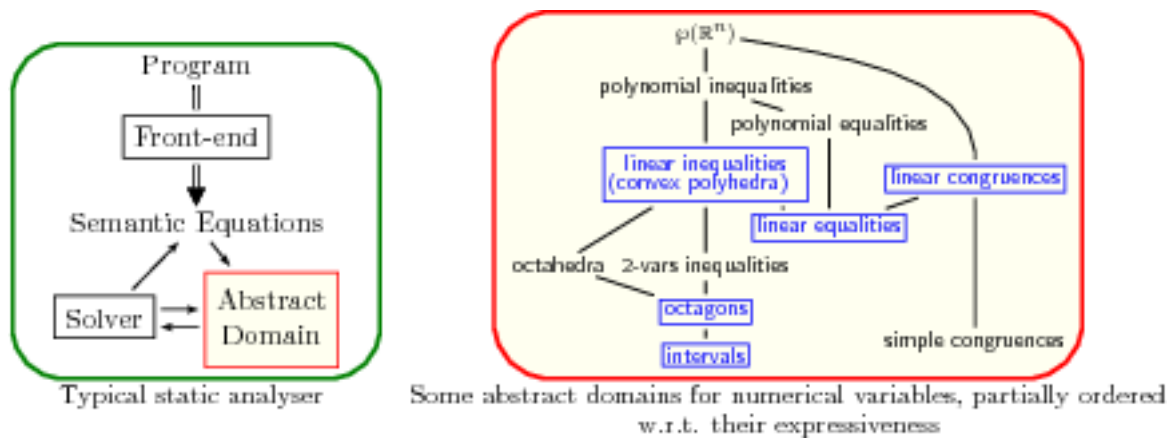 Program
Front-end
Semantic Equations
Solver
Abstract
Domain
Typical static analyser
℘(ℝⁿ)
polynomial inequalities
polynomial equalities
linear inequalities
(convex polyhedra)
linear congruences
linear equalities
octahedra
2-vars inequalities
octagons
simple congruences
intervals
Some abstract domains for numerical variables, partially ordered
w.r.t. their expressiveness